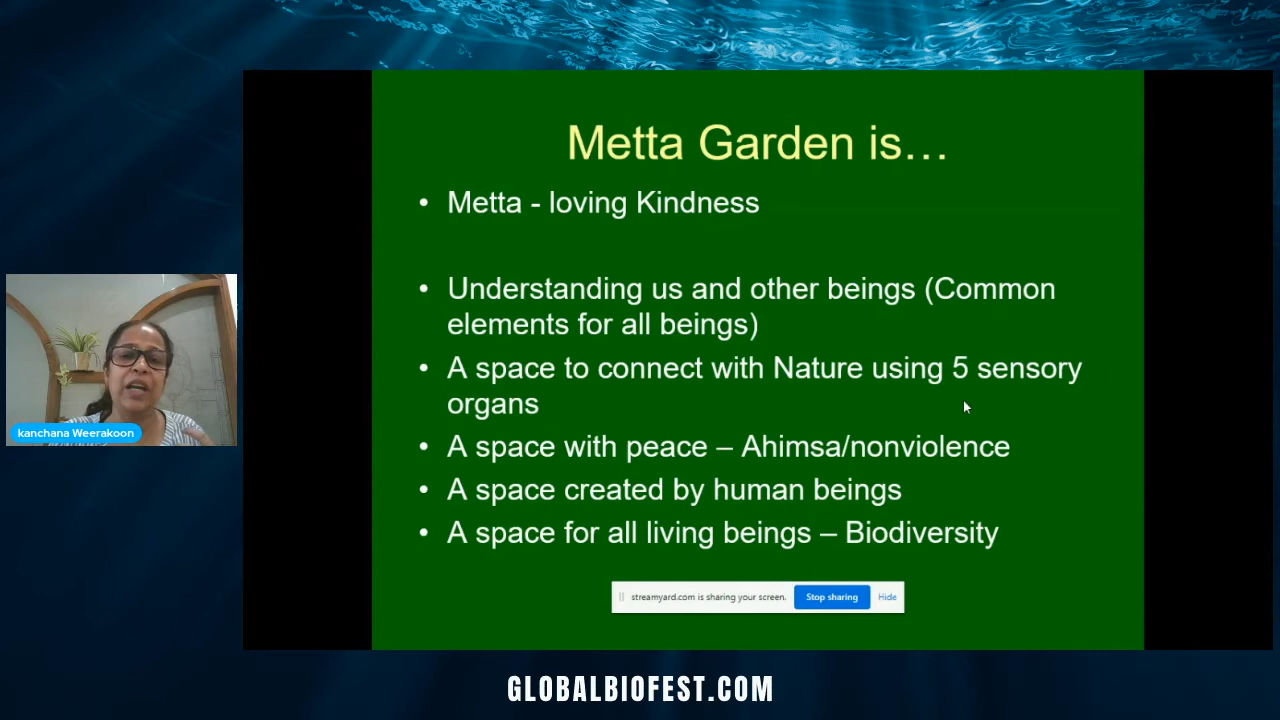 Metta Garden is…
• Metta - loving Kindness
• Understanding us and other beings (Common
elements for all beings)
• A space to connect with Nature using 5 sensory
organs
• A space with peace – Ahimsa/nonviolence
• A space created by human beings
• A space for all living beings – Biodiversity
kanchana Weerakoon
streamyard.com is sharing your screen. Stop sharing Hide
GLOBALBIOFEST.COM